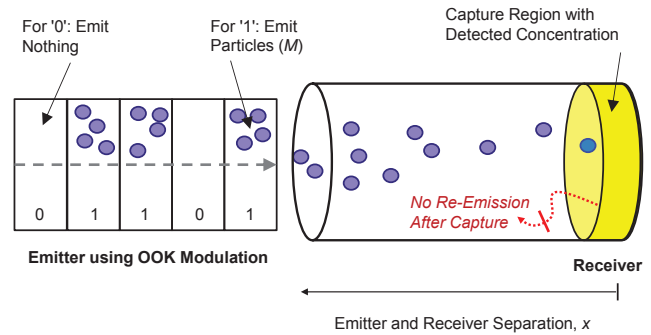 For '0': Emit
Nothing
For '1': Emit
Particles (M)
Capture Region with
Detected Concentration
0 1 1 0 1
No Re-Emission
After Capture
Emitter using OOK Modulation
Receiver
Emitter and Receiver Separation, x